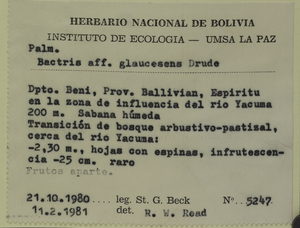 HERBARIO NACIONAL DE BOLIVIA
INSTITUTO DE ECOLOGIA — UMSA LA PAZ
Palm.
Bactris aff. glaucesens Drude
Dpto. Beni, Prov. Ballivian, Espiritu
en la zona de influencia del rio Yacuma
200 m. Sabana húmeda
Transición de bosque arbustivo-pastizal,
cerca del rio Yacuma:
-2,30 m., hojas con espinas, infrutescen-
cia -25 cm. raro
Frutos aparte.
21.10.1980 leg. St. G. Beck Nº. 5247
11.2.1981 det. R. W. Read